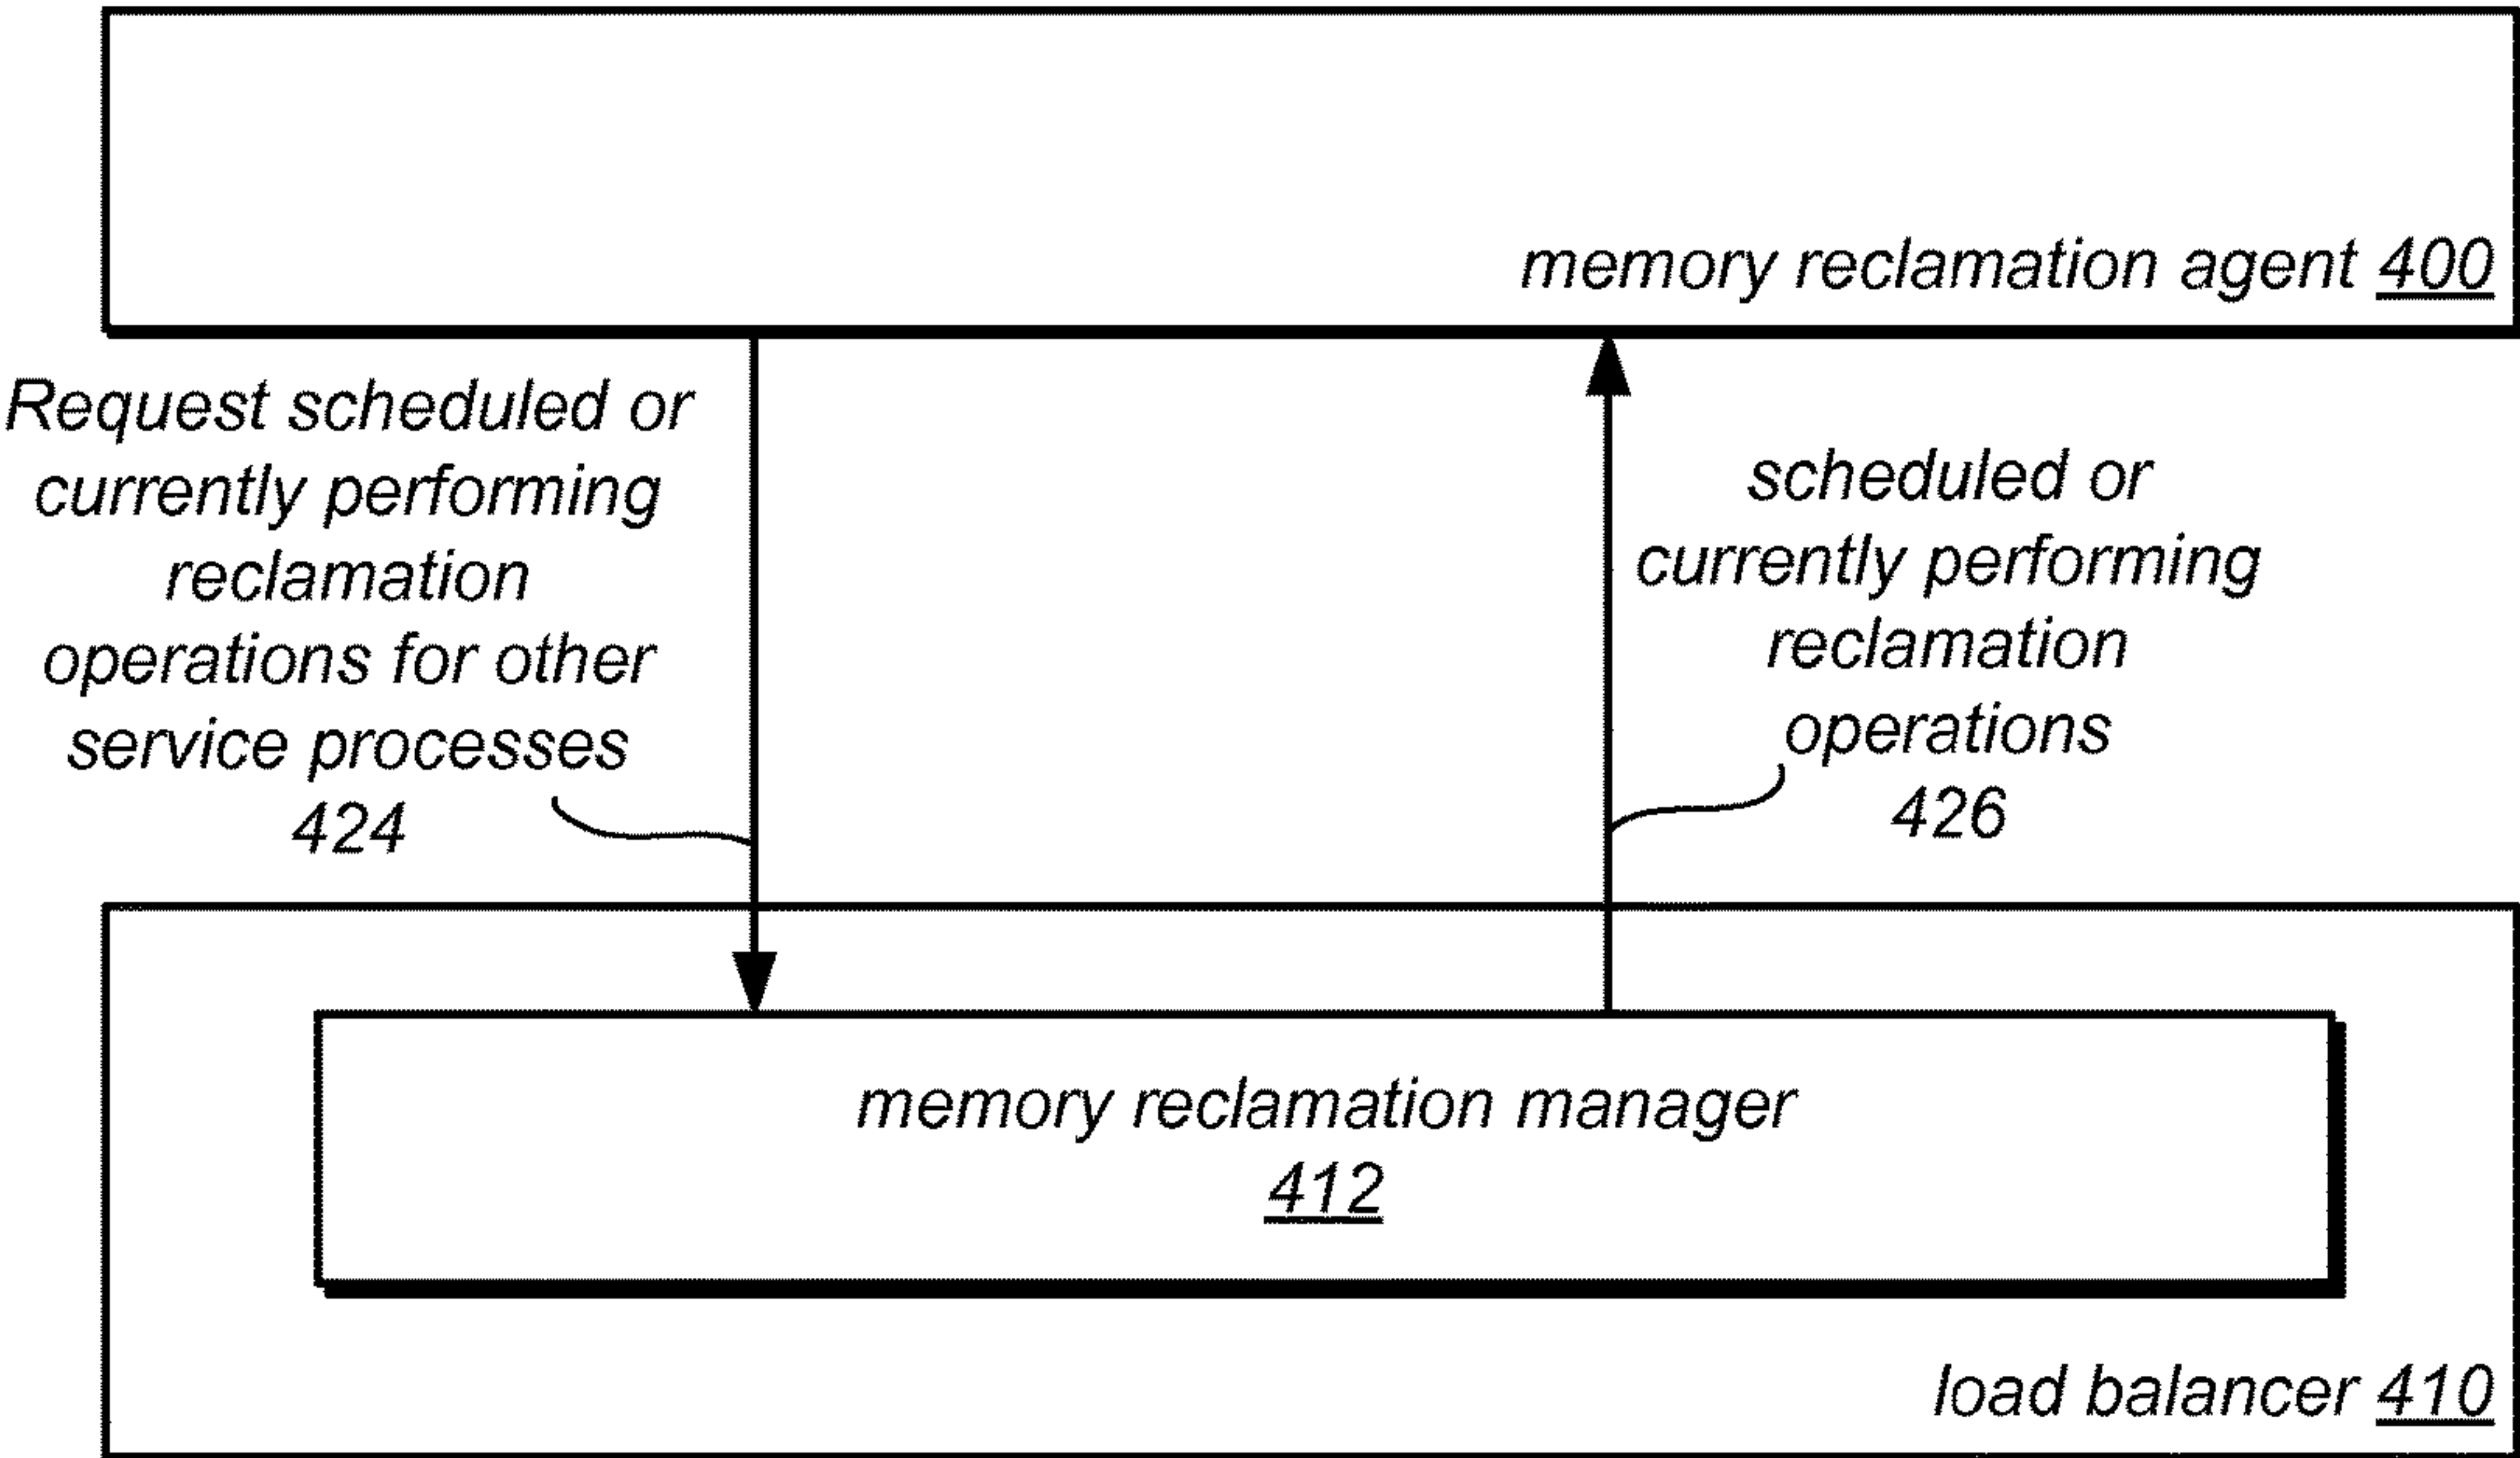 memory reclamation agent 400
Request scheduled or
currently performing
reclamation
operations for other
service processes
424
scheduled or
currently performing
reclamation
operations
426
memory reclamation manager
412
load balancer 410